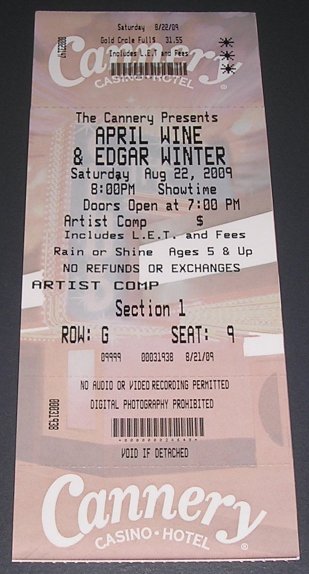 Saturday 8/22/09
Gold Circle Full$ 31.55
Includes L.E.T and Fees
Cannery
CASINO • HOTEL
The Cannery Presents
APRIL WINE
& EDGAR WINTER
Saturday Aug 22, 2009
8:00PM Showtime
Doors Open at 7:00 PM
Artist Comp $
Includes L.E.T. and Fees
Rain or Shine Ages 5 & Up
NO REFUNDS OR EXCHANGES
ARTIST COMP
Section 1
ROW: G SEAT: 9
09999 00031938 8/21/09
NO AUDIO OR VIDEO RECORDING PERMITTED
DIGITAL PHOTOGRAPHY PROHIBITED
00031938
VOID IF DETACHED
Cannery®
CASINO • HOTEL